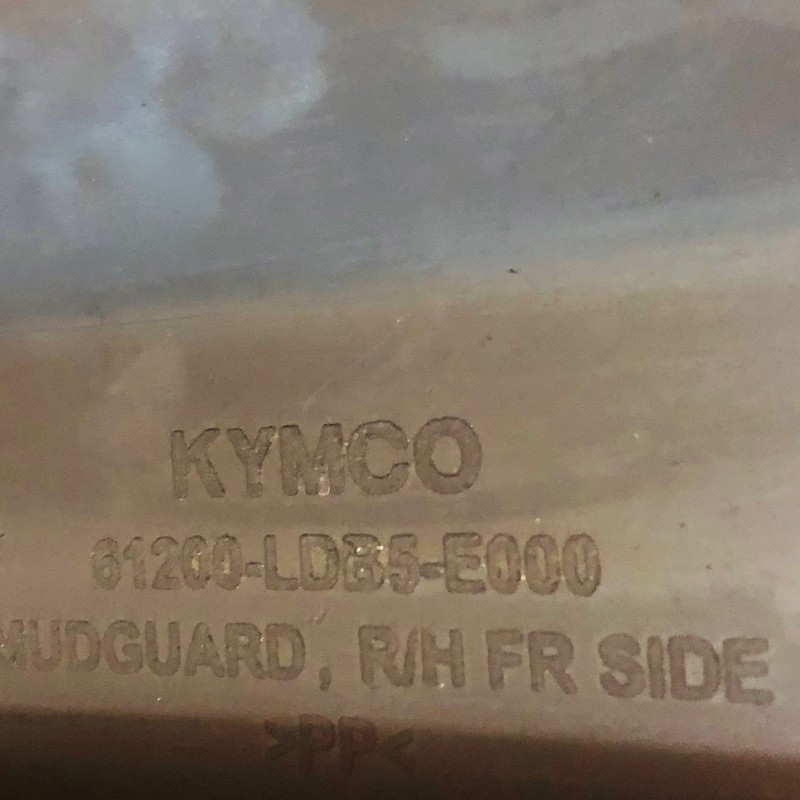 KYMCO
61200-LDB5-E000
MUDGUARD, R/H FR SIDE
>PP<